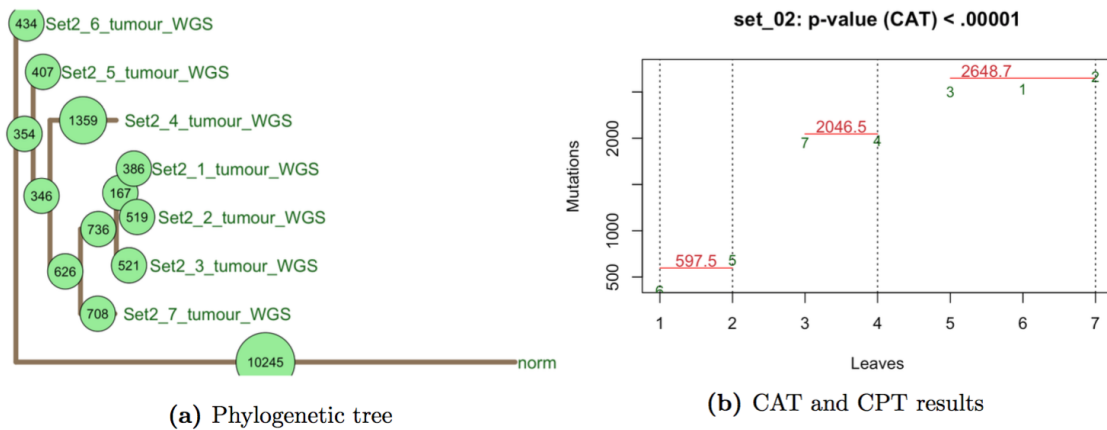 434 Set2_6_tumour_WGS
407 Set2_5_tumour_WGS
1359 Set2_4_tumour_WGS
354
386 Set2_1_tumour_WGS
346
167
519 Set2_2_tumour_WGS
736
521 Set2_3_tumour_WGS
626
708 Set2_7_tumour_WGS
10245 norm
(a) Phylogenetic tree
set_02: p-value (CAT) < .00001
Mutations
500 1000 2000
597.5
2046.5
2648.7
6 5 7 4 3 1 2
1 2 3 4 5 6 7
Leaves
(b) CAT and CPT results